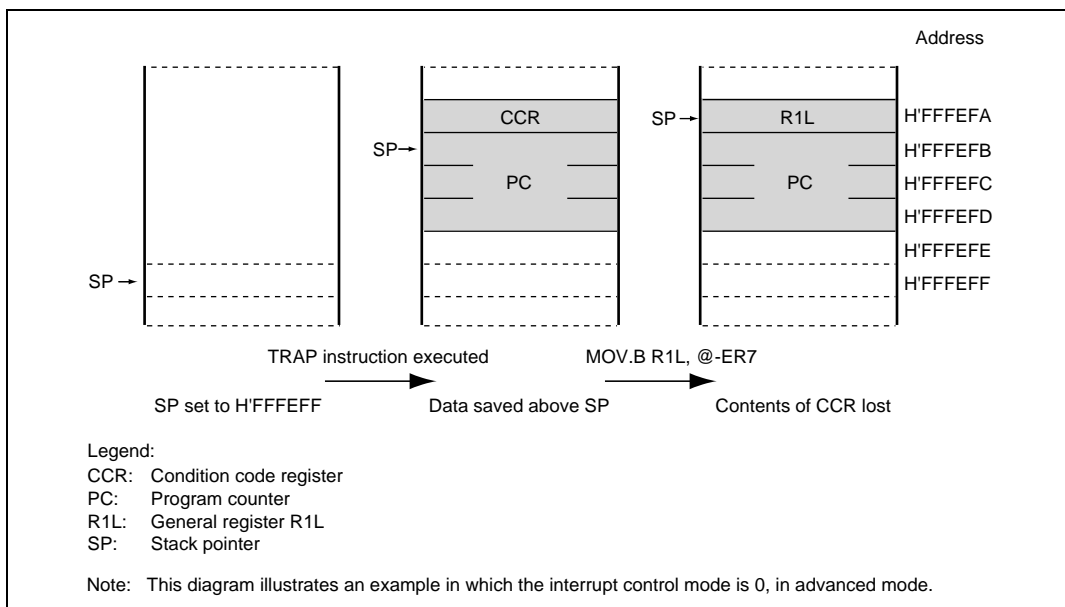 Address
CCR
SP
R1L
H'FFFEFA
SP
H'FFFEFB
PC
PC
H'FFFEFC
H'FFFEFD
H'FFFEFE
SP
H'FFFEFF
TRAP instruction executed
MOV.B R1L, @-ER7
SP set to H'FFFEFF
Data saved above SP
Contents of CCR lost
Legend:
CCR: Condition code register
PC: Program counter
R1L: General register R1L
SP: Stack pointer
Note: This diagram illustrates an example in which the interrupt control mode is 0, in advanced mode.